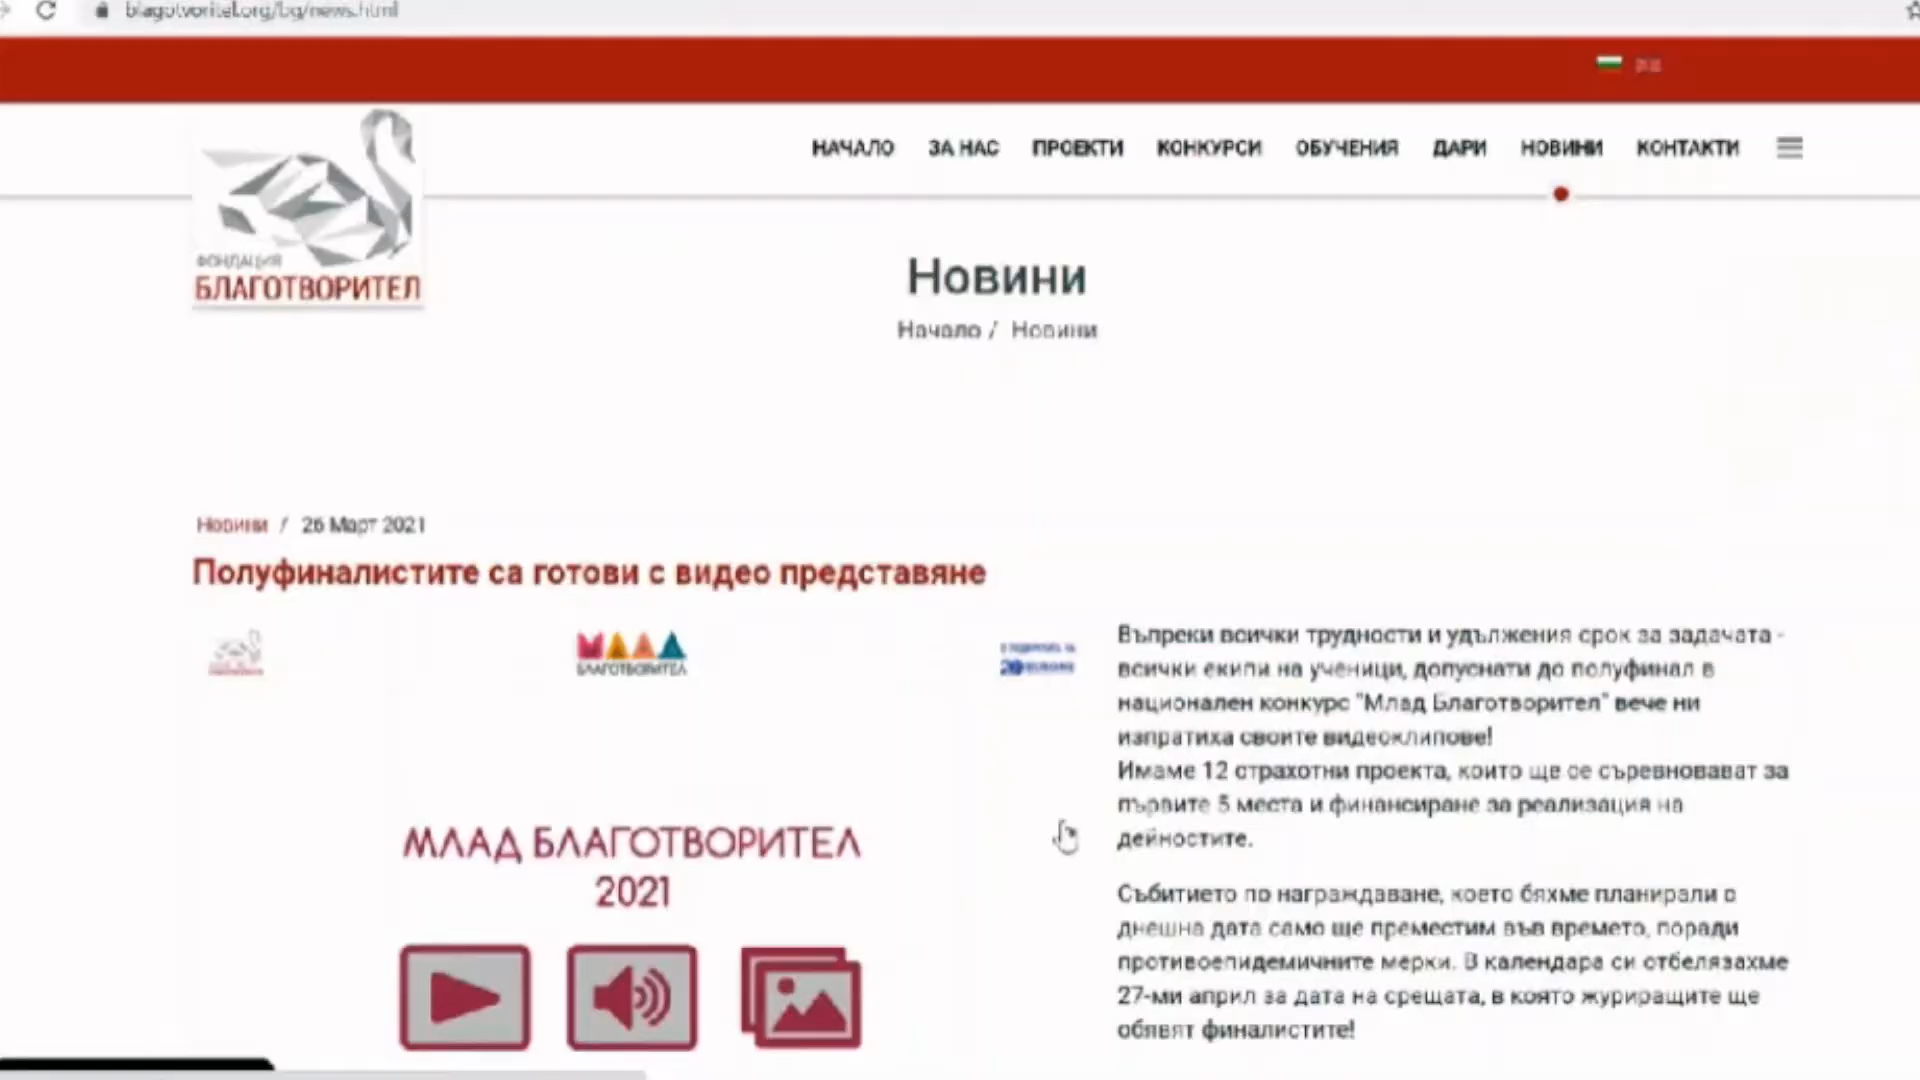 blagotvoritel.org/bg/news.html
НАЧАЛО ЗА НАС ПРОЕКТИ КОНКУРСИ ОБУЧЕНИЯ ДАРИ НОВИНИ КОНТАКТИ
ФОНДАЦИЯ
БЛАГОТВОРИТЕЛ
Новини
Начало / Новини
Новини / 26 Март 2021
Полуфиналистите са готови с видео представяне
МЛАД
БЛАГОТВОРИТЕЛ
20
МЛАД БЛАГОТВОРИТЕЛ
2021
Въпреки всички трудности и удължения срок за задачата -
всички екипи на ученици, допуснати до полуфинал в
национален конкурс "Млад Благотворител" вече ни
изпратиха своите видеоклипове!
Имаме 12 страхотни проекта, които ще се съревновават за
първите 5 места и финансиране за реализация на
дейностите.
Събитието по награждаване, което бяхме планирали с
днешна дата само ще преместим във времето, поради
противоепидемичните мерки. В календара си отбелязахме
27-ми април за дата на срещата, в която журиращите ще
обявят финалистите!